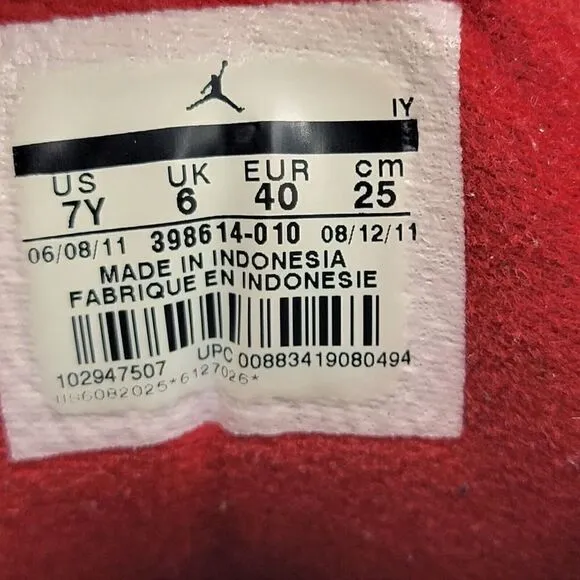 IY
US UK EUR cm
7Y 6 40 25
06/08/11 398614-010 08/12/11
MADE IN INDONESIA
FABRIQUE EN INDONESIE
102947507 UPC 00883419080494
US6082025*6127026*